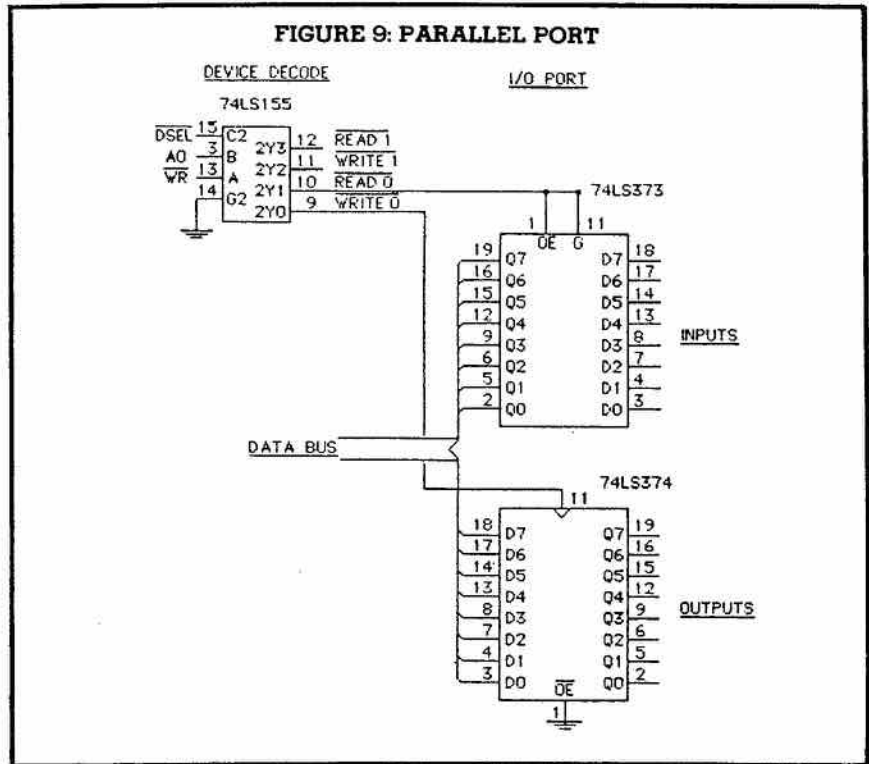 FIGURE 9: PARALLEL PORT
DEVICE DECODE
I/O PORT
74LS155
DSEL 15 C2 2Y3 12 READ 1
A0 3 B 2Y2 11 WRITE 1
WR 13 A 2Y1 10 READ 0
14 G2 2Y0 9 WRITE 0
74LS373
1 OE G 11
19 Q7 D7 18
16 Q6 D6 17
15 Q5 D5 14
12 Q4 D4 13
9 Q3 D3 8
6 Q2 D2 7
5 Q1 D1 4
2 Q0 D0 3
INPUTS
DATA BUS
74LS374
11
18 D7 Q7 19
17 D6 Q6 16
14 D5 Q5 15
13 D4 Q4 12
8 D3 Q3 9
7 D2 Q2 6
4 D1 Q1 5
3 D0 Q0 2
OUTPUTS
OE
1